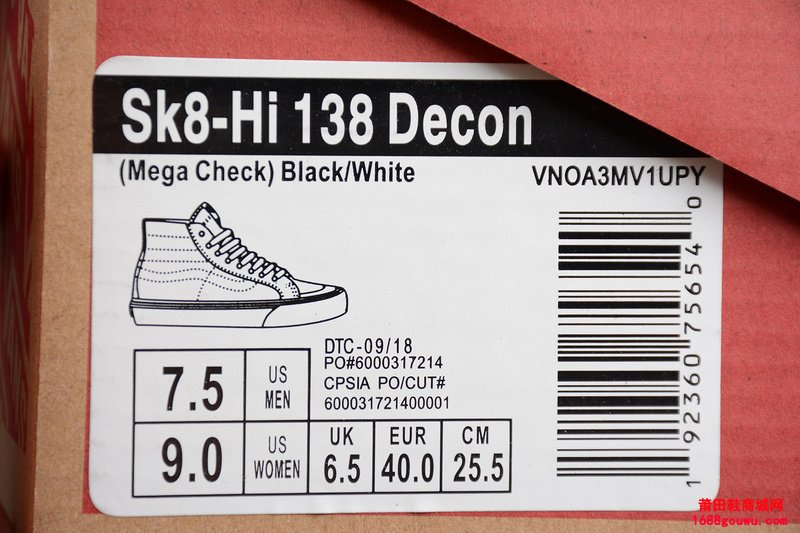 Sk8-Hi 138 Decon
(Mega Check) Black/White
VNOA3MV1UPY
DTC-09/18
PO#6000317214
CPSIA PO/CUT#
600031721400001
7.5 US MEN
9.0 US WOMEN
UK 6.5
EUR 40.0
CM 25.5
1 92360 75654 0
莆田鞋商城网
1688gouwu.com